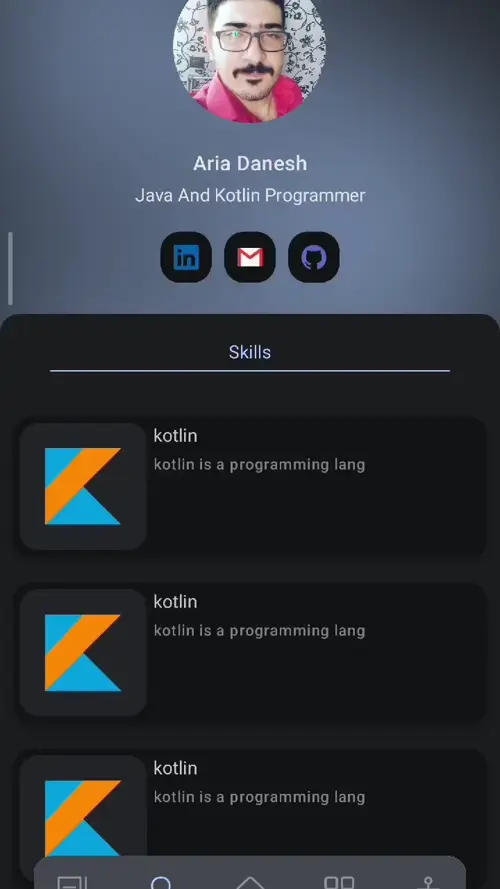 Aria Danesh
Java And Kotlin Programmer
Skills
kotlin
kotlin is a programming lang
kotlin
kotlin is a programming lang
kotlin
kotlin is a programming lang